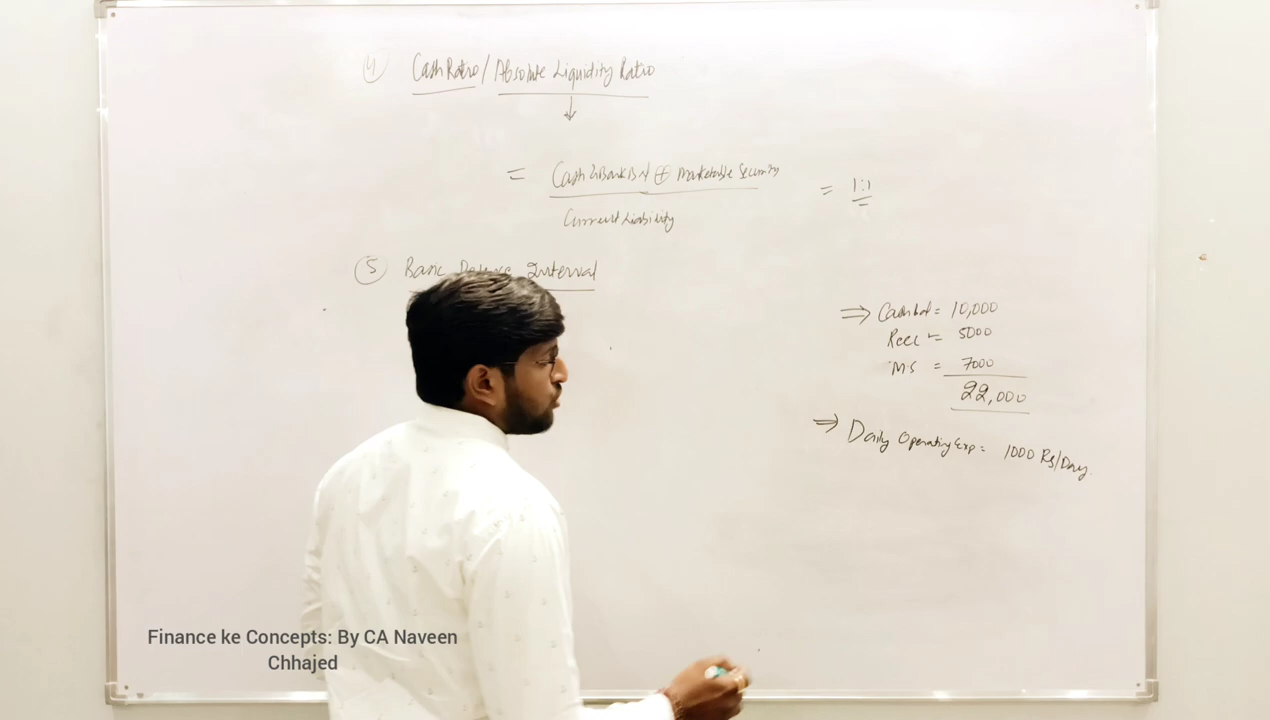 4 Cash Ratio / Absolute Liquidity Ratio
↓
= Cash & Bank Bal ⊕ Marketable Security
Current Liability
= 1:1
5 Basic Interval
⇒ Cash bal = 10,000
Rec = 5000
M.S = 7000
22,000
⇒ Daily Operating Exp = 1000 Rs/Day
Finance ke Concepts: By CA Naveen
Chhajed